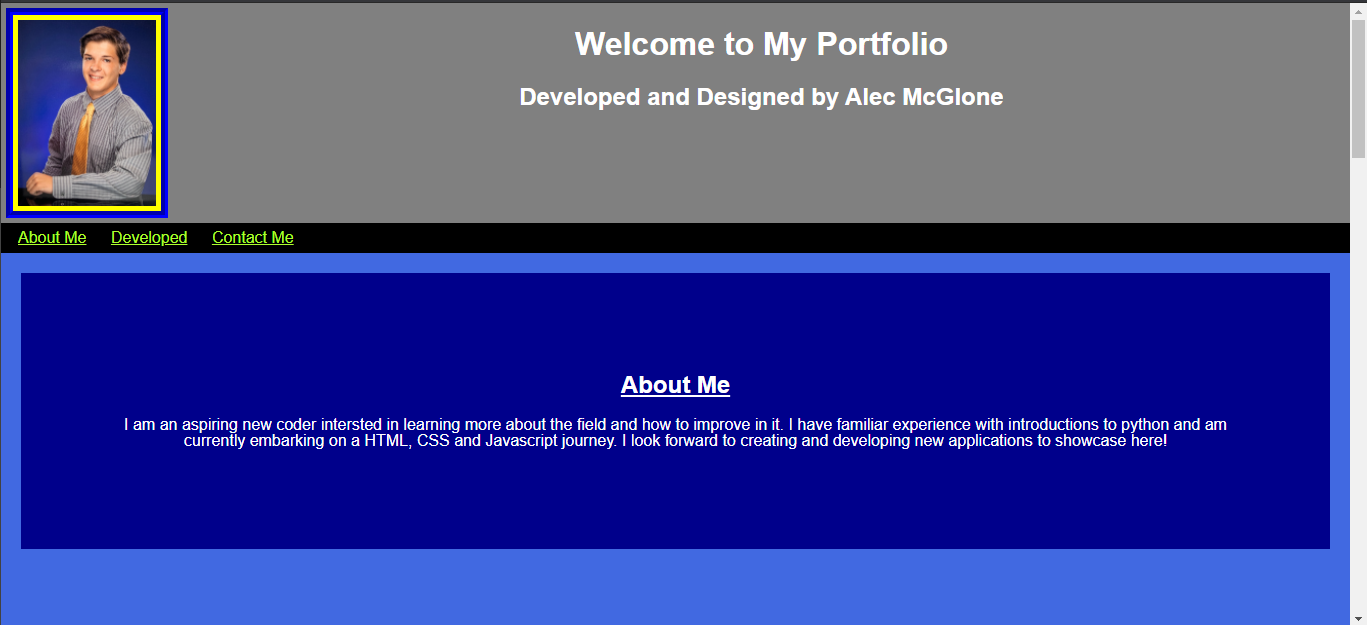 Welcome to My Portfolio
Developed and Designed by Alec McGlone
About Me Developed Contact Me
About Me
I am an aspiring new coder intersted in learning more about the field and how to improve in it. I have familiar experience with introductions to python and am
currently embarking on a HTML, CSS and Javascript journey. I look forward to creating and developing new applications to showcase here!